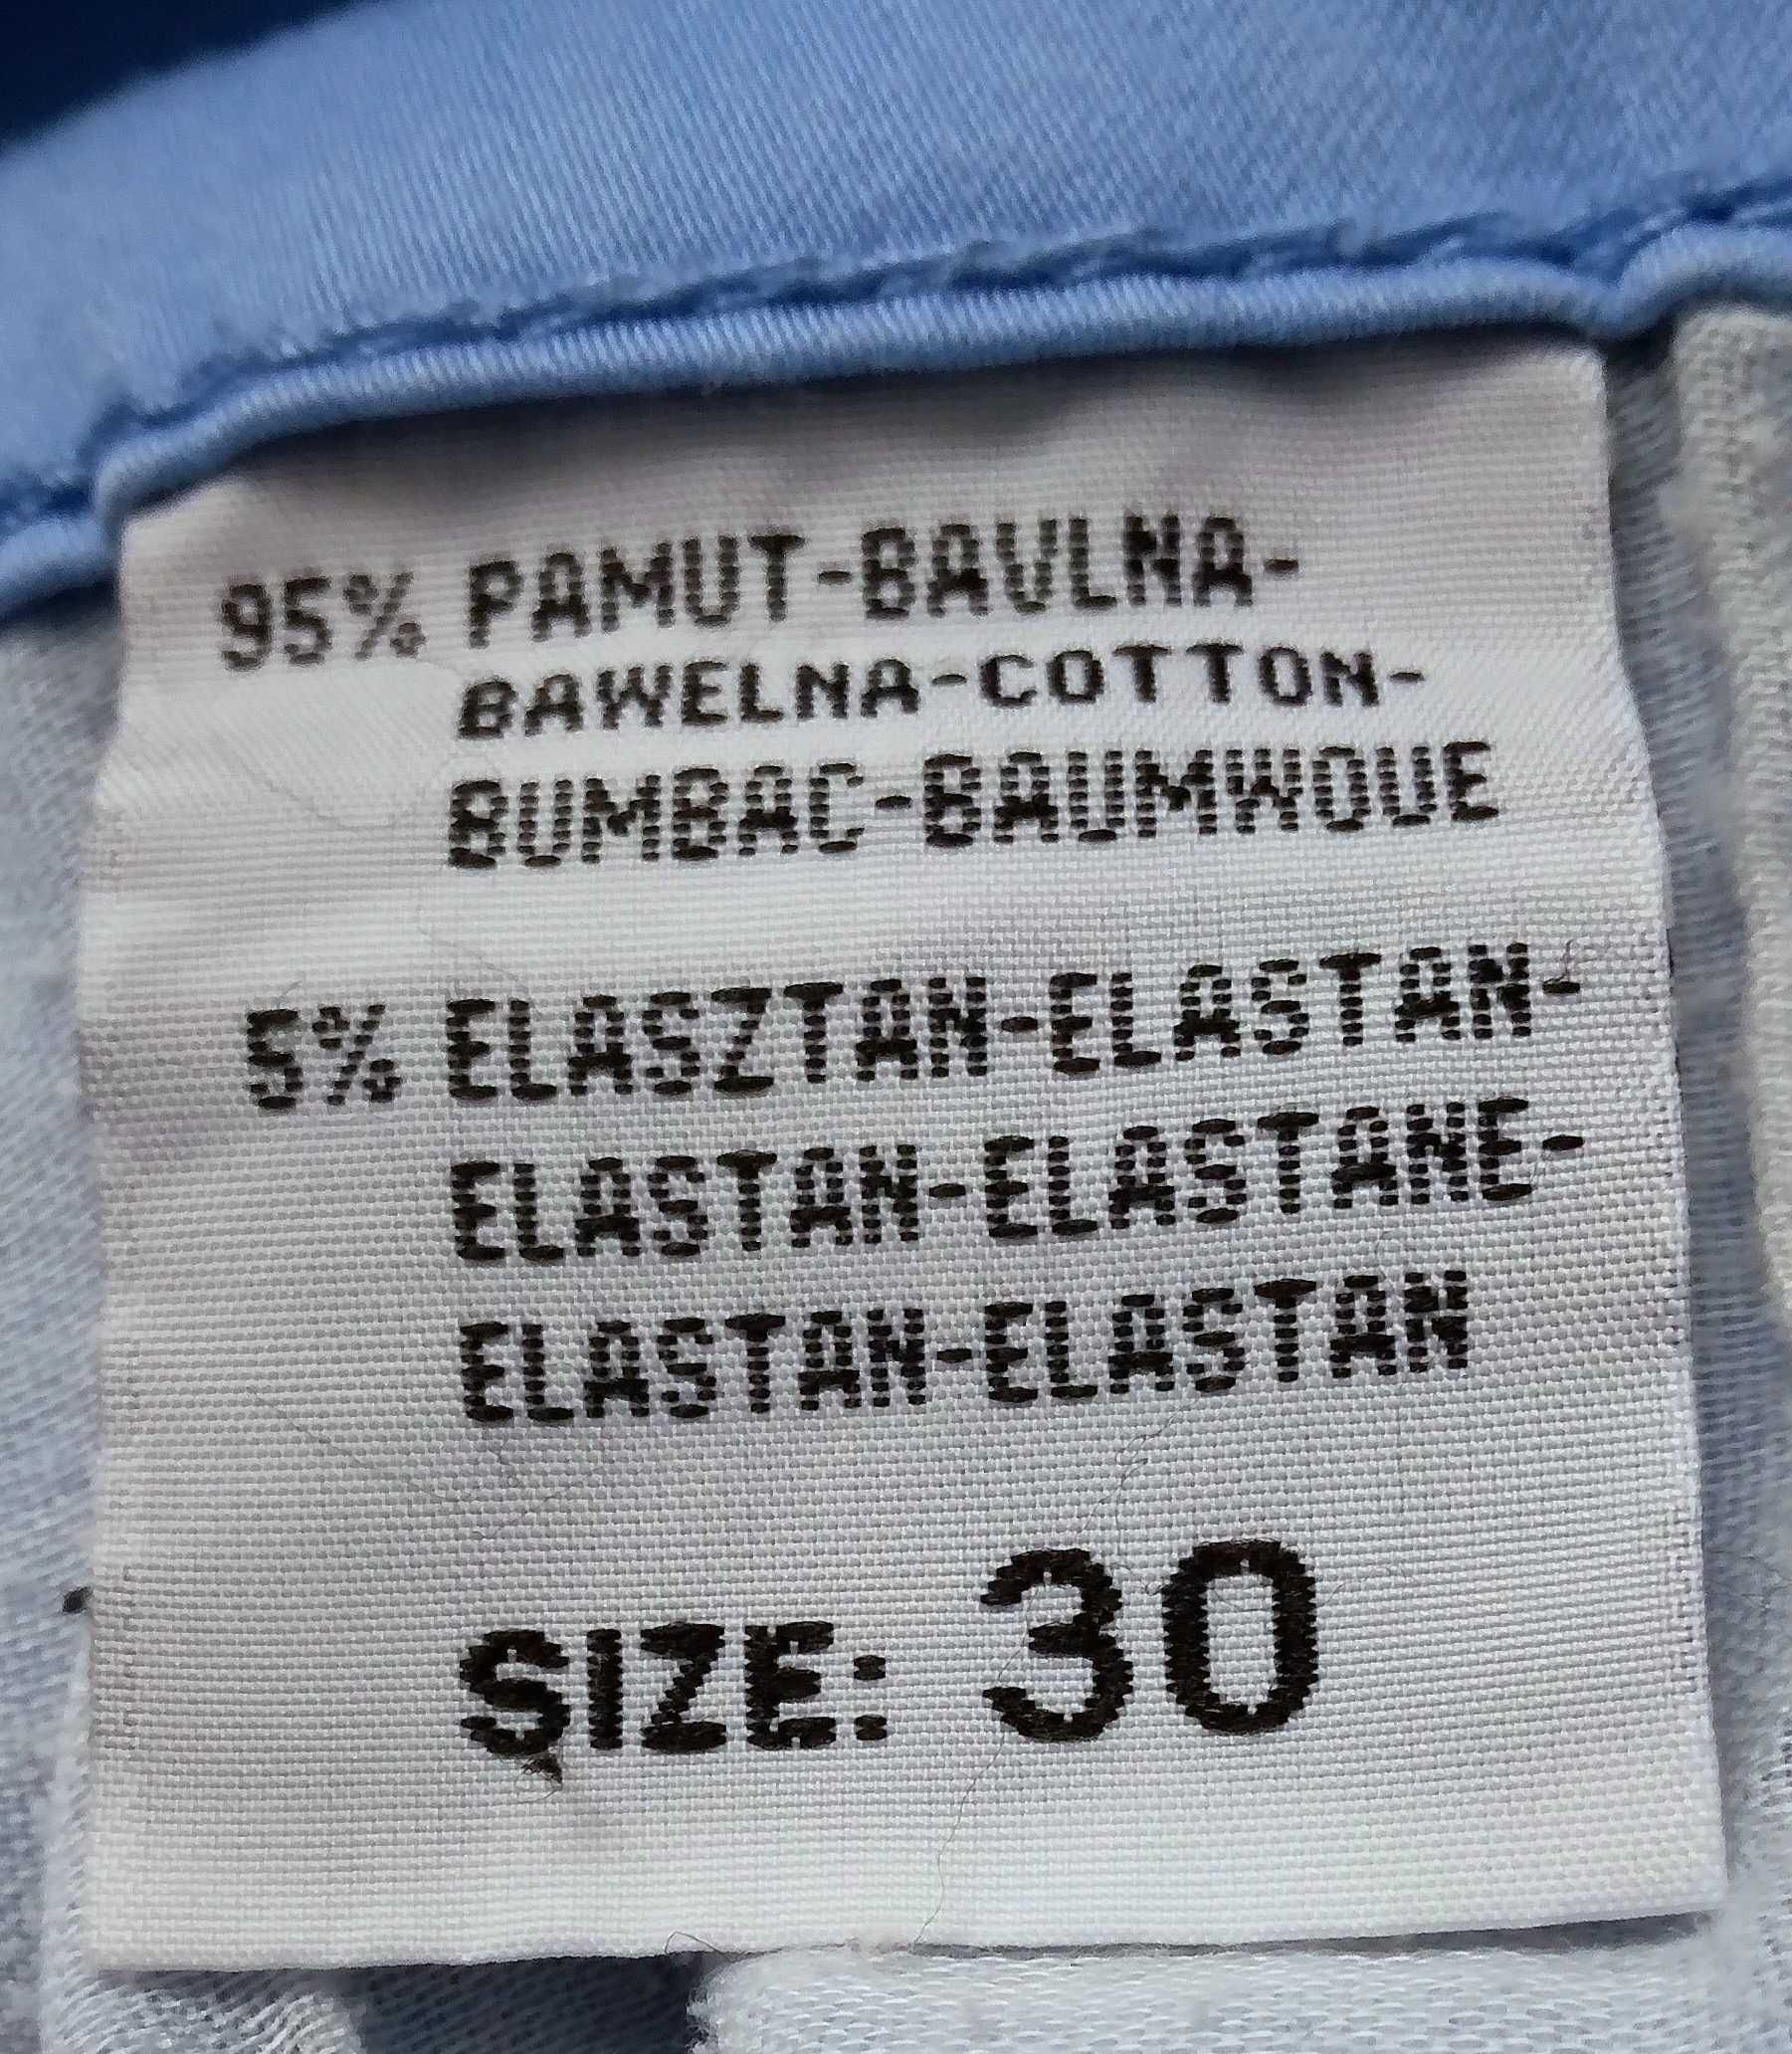 95% PAMUT-BAVLNA-
BAWELNA-COTTON-
BUMBAC-BAUMWOUE
5% ELASZTAN-ELASTAN-
ELASTAN-ELASTANE-
ELASTAN-ELASTAN
SIZE: 30